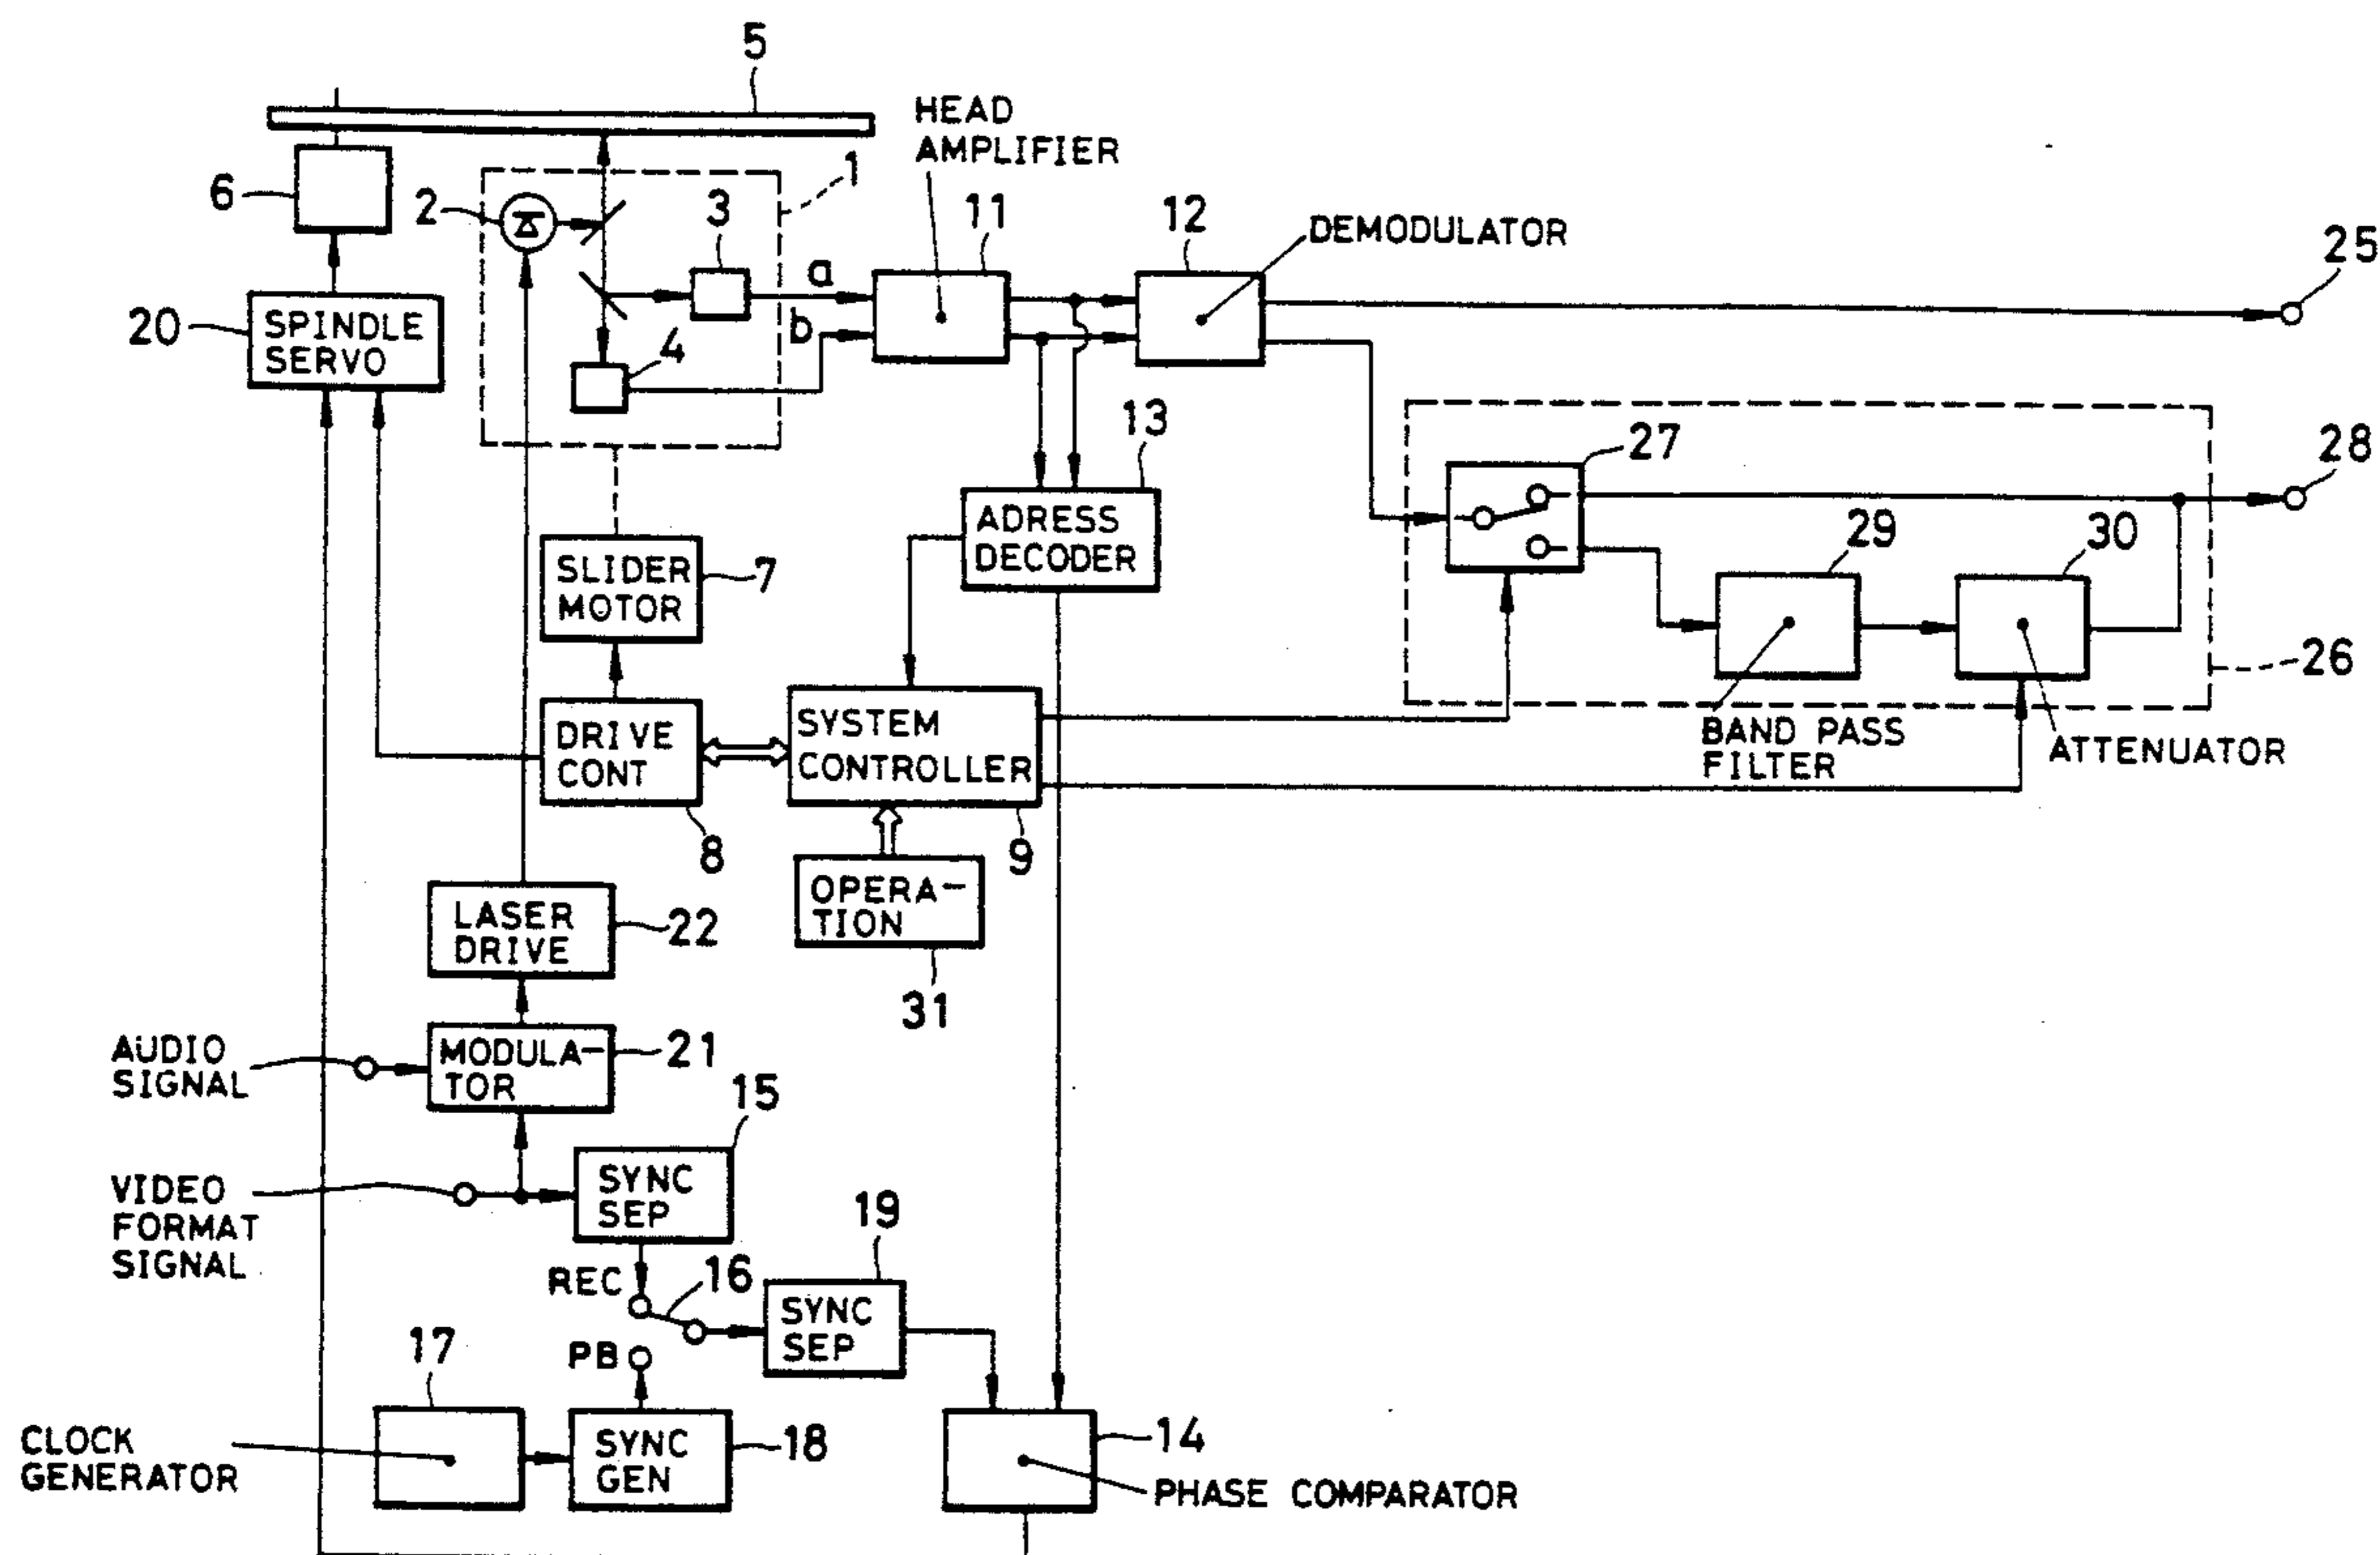 5
HEAD
AMPLIFIER
1
6
2
3
11
12
DEMODULATOR
25
a
b
20
SPINDLE
SERVO
4
13
27
28
ADRESS
DECODER
29
30
SLIDER
MOTOR
7
26
DRIVE
CONT
SYSTEM
CONTROLLER
BAND PASS
FILTER
ATTENUATOR
8
9
OPERA-
TION
LASER
DRIVE
22
31
AUDIO
SIGNAL
MODULA-
TOR
21
15
VIDEO
FORMAT
SIGNAL
SYNC
SEP
19
REC
16
SYNC
SEP
17
PB
CLOCK
GENERATOR
SYNC
GEN
18
14
PHASE COMPARATOR